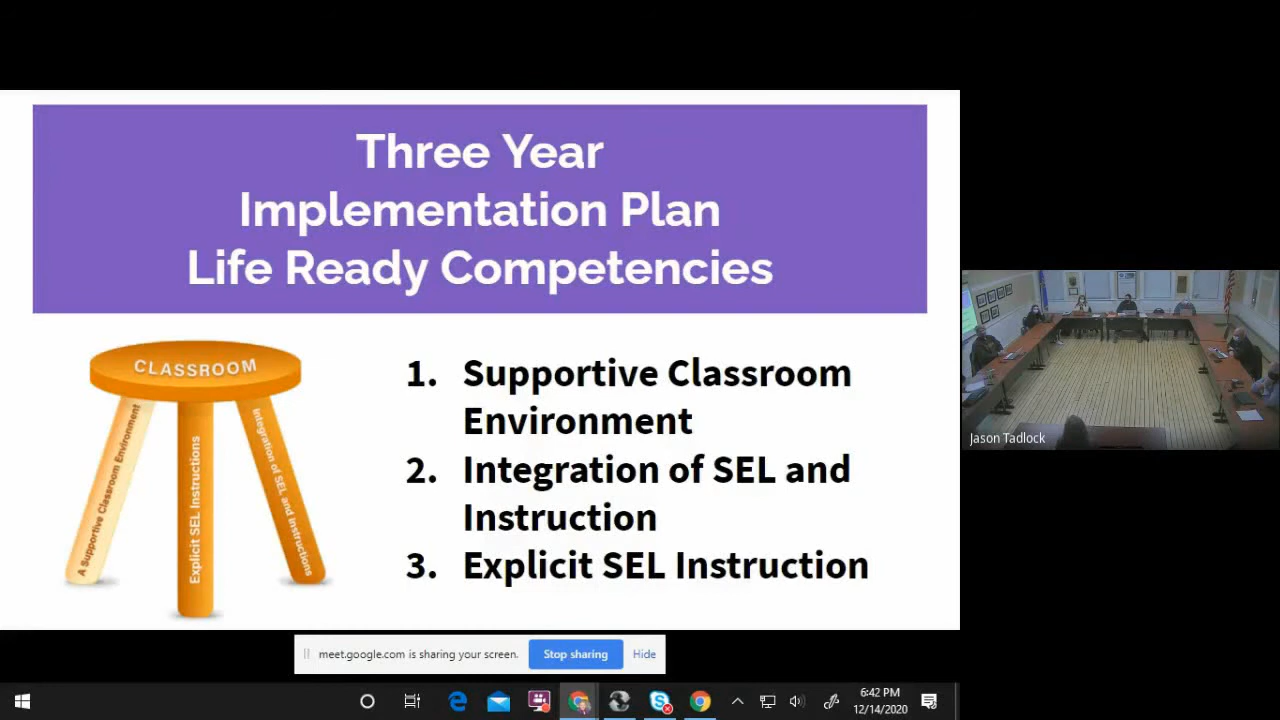 Three Year
Implementation Plan
Life Ready Competencies
CLASSROOM
A Supportive Classroom Environment
Explicit SEL Instructions
Integration of SEL and Instructions
1. Supportive Classroom
Environment
2. Integration of SEL and
Instruction
3. Explicit SEL Instruction
Jason Tadlock
meet.google.com is sharing your screen.
Stop sharing
Hide
6:42 PM
12/14/2020